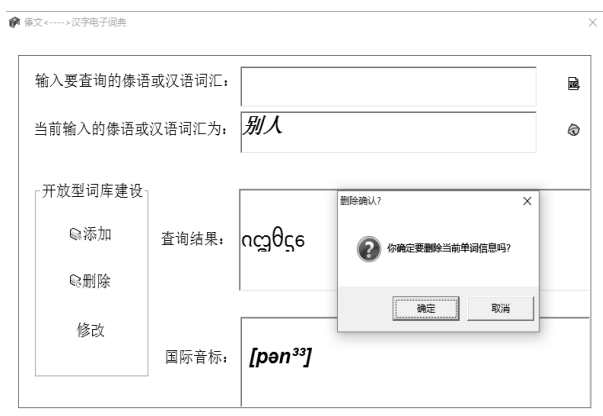 傣文<---->汉字电子词典
输入要查询的傣语或汉语词汇:
当前输入的傣语或汉语词汇为: 别人
开放型词库建设
添加
删除
修改
查询结果:
国际音标: [pən³³]
删除确认?
你确定要删除当前单词信息吗?
确定 取消